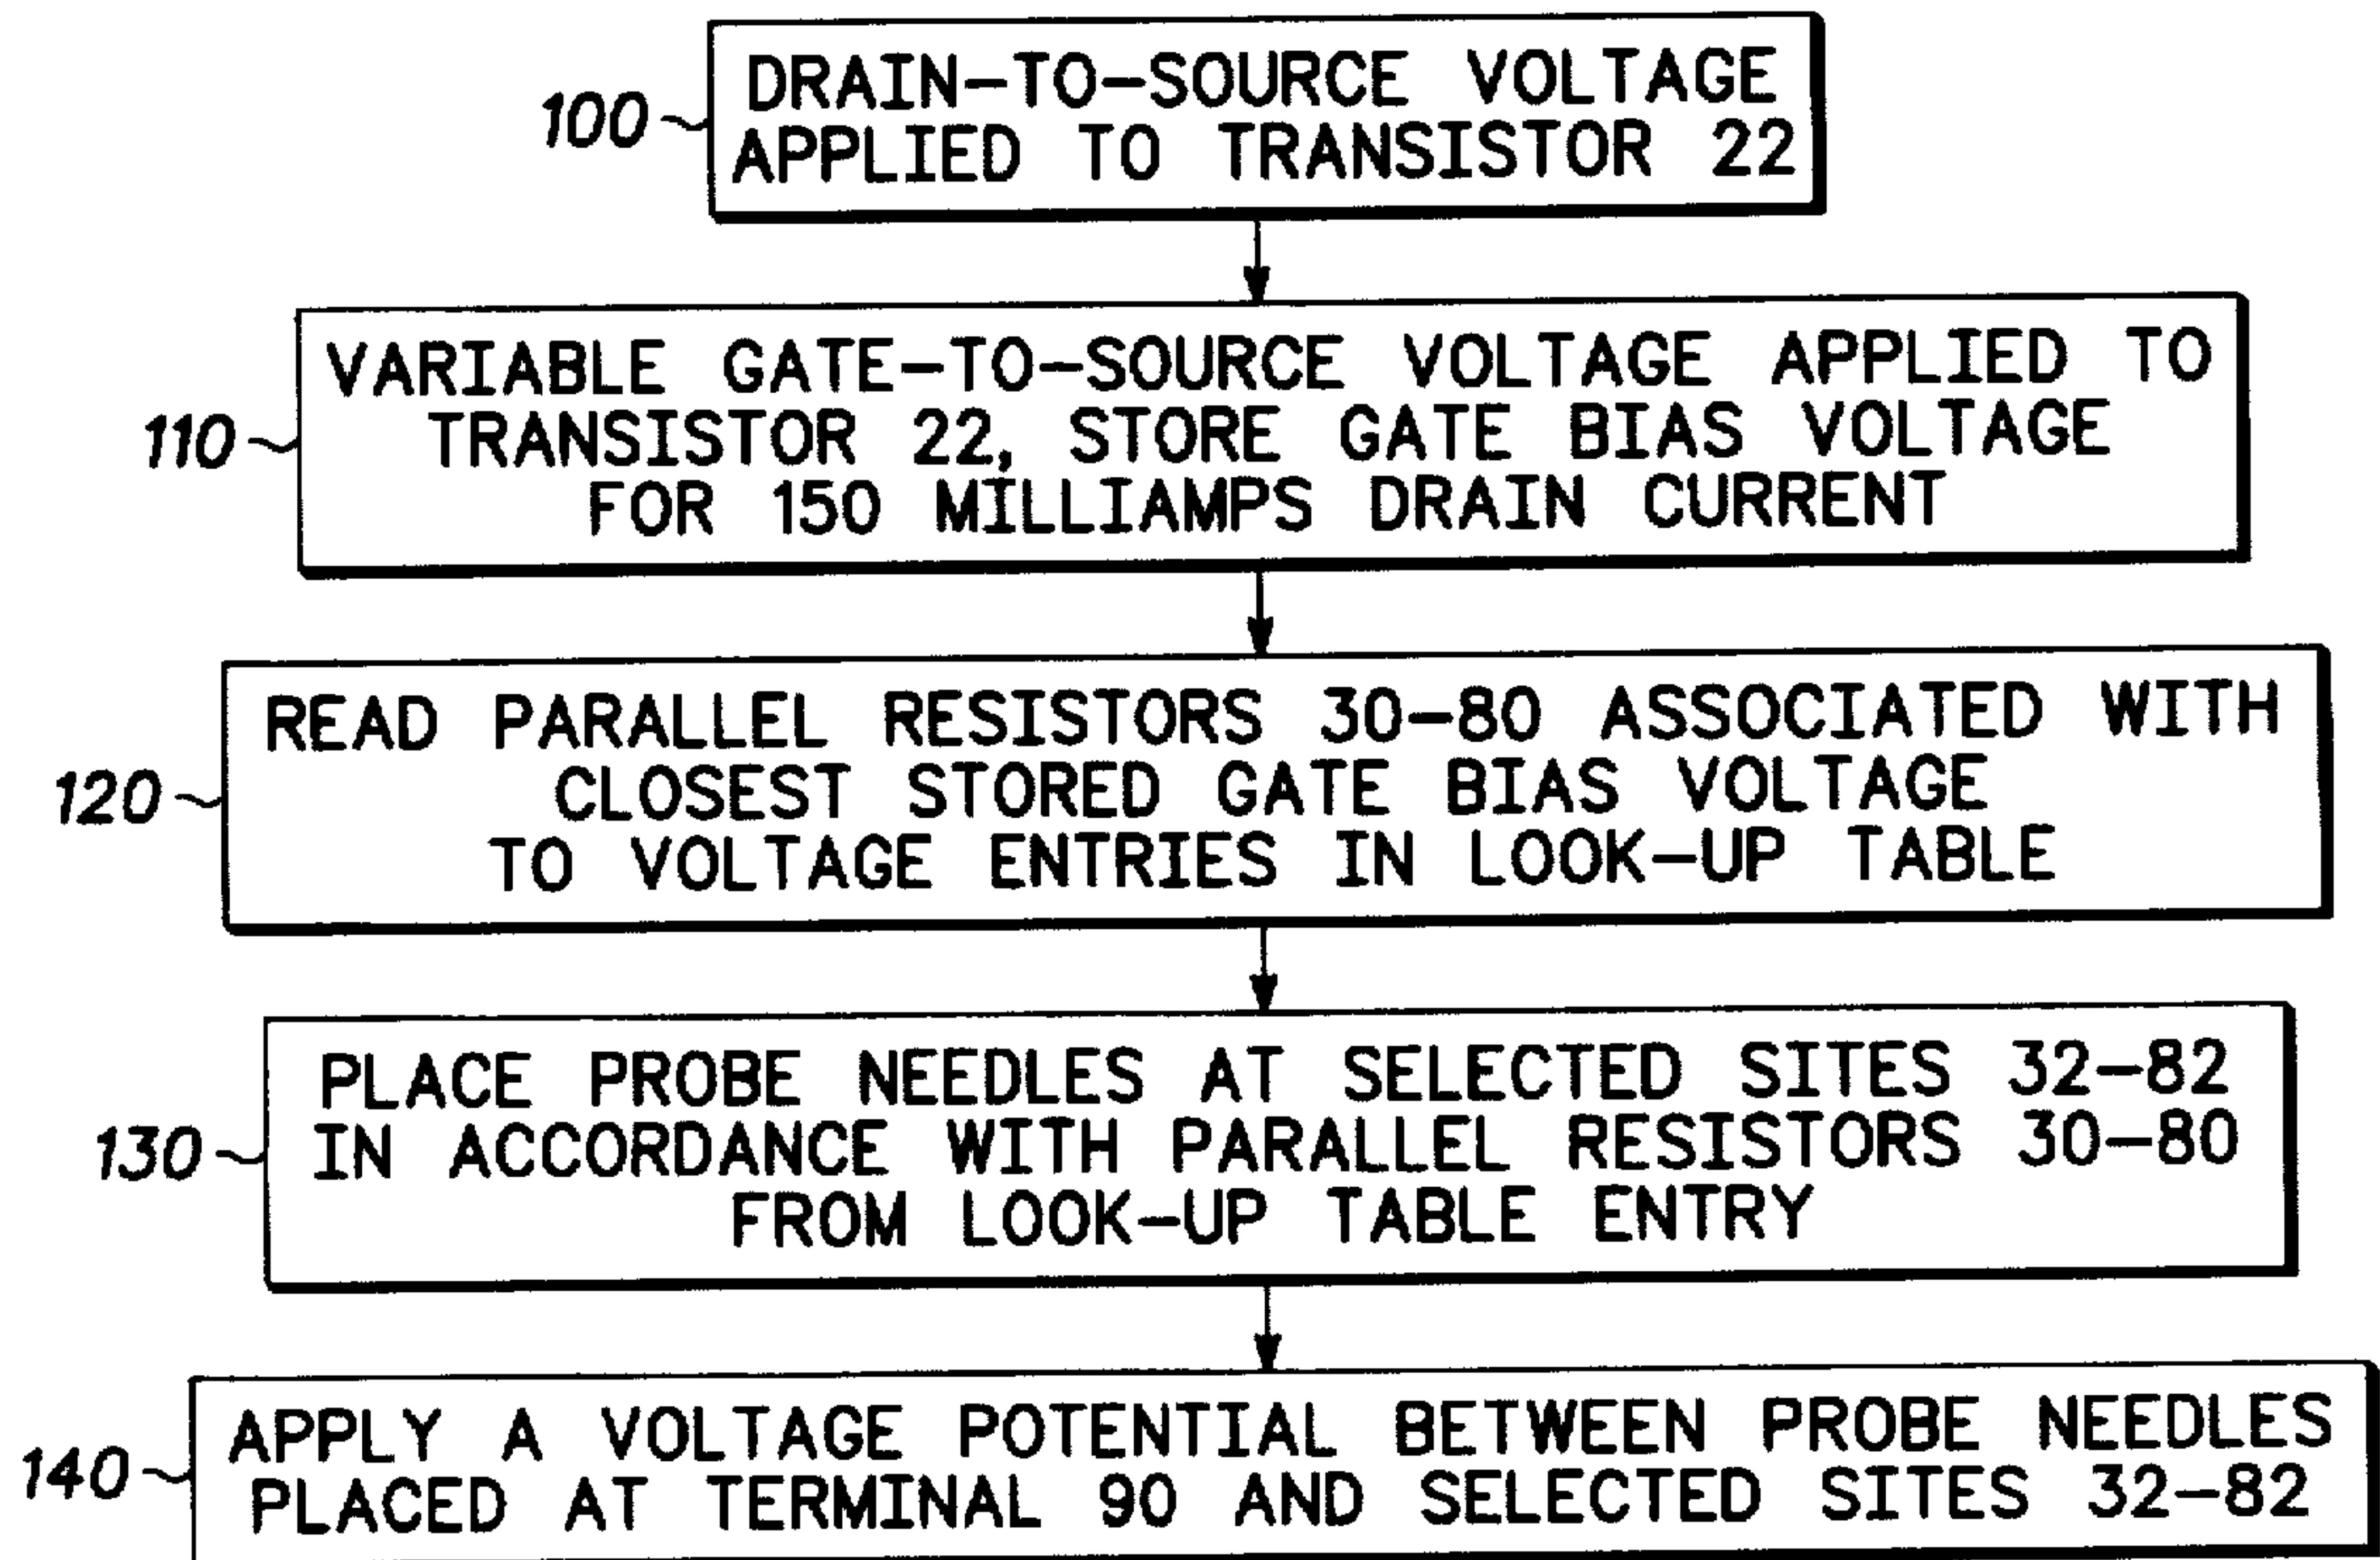 100
DRAIN-TO-SOURCE VOLTAGE
APPLIED TO TRANSISTOR 22
110
VARIABLE GATE-TO-SOURCE VOLTAGE APPLIED TO
TRANSISTOR 22, STORE GATE BIAS VOLTAGE
FOR 150 MILLIAMPS DRAIN CURRENT
120
READ PARALLEL RESISTORS 30-80 ASSOCIATED WITH
CLOSEST STORED GATE BIAS VOLTAGE
TO VOLTAGE ENTRIES IN LOOK-UP TABLE
130
PLACE PROBE NEEDLES AT SELECTED SITES 32-82
IN ACCORDANCE WITH PARALLEL RESISTORS 30-80
FROM LOOK-UP TABLE ENTRY
140
APPLY A VOLTAGE POTENTIAL BETWEEN PROBE NEEDLES
PLACED AT TERMINAL 90 AND SELECTED SITES 32-82